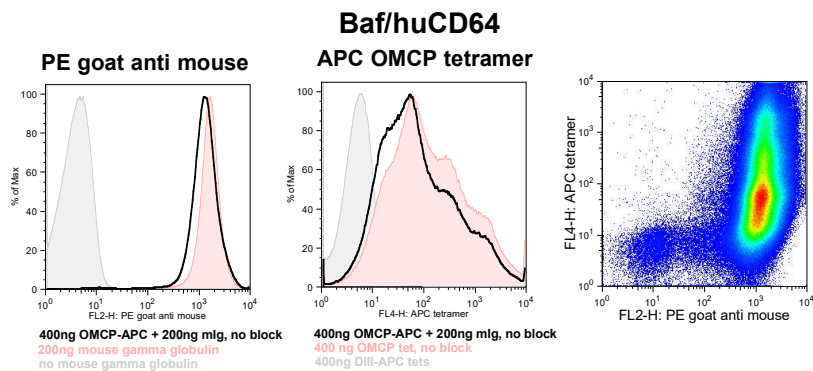 Baf/huCD64
PE goat anti mouse
100
80
60
40
20
0
% of Max
10^0 10^1 10^2 10^3 10^4
FL2-H: PE goat anti mouse
400ng OMCP-APC + 200ng mIg, no block
200ng mouse gamma globulin
no mouse gamma globulin
APC OMCP tetramer
100
80
60
40
20
0
% of Max
10^0 10^1 10^2 10^3 10^4
FL4-H: APC tetramer
400ng OMCP-APC + 200ng mIg, no block
400 ng OMCP tet, no block
400ng DIII-APC tets
10^4
10^3
10^2
10^1
10^0
FL4-H: APC tetramer
10^0 10^1 10^2 10^3 10^4
FL2-H: PE goat anti mouse